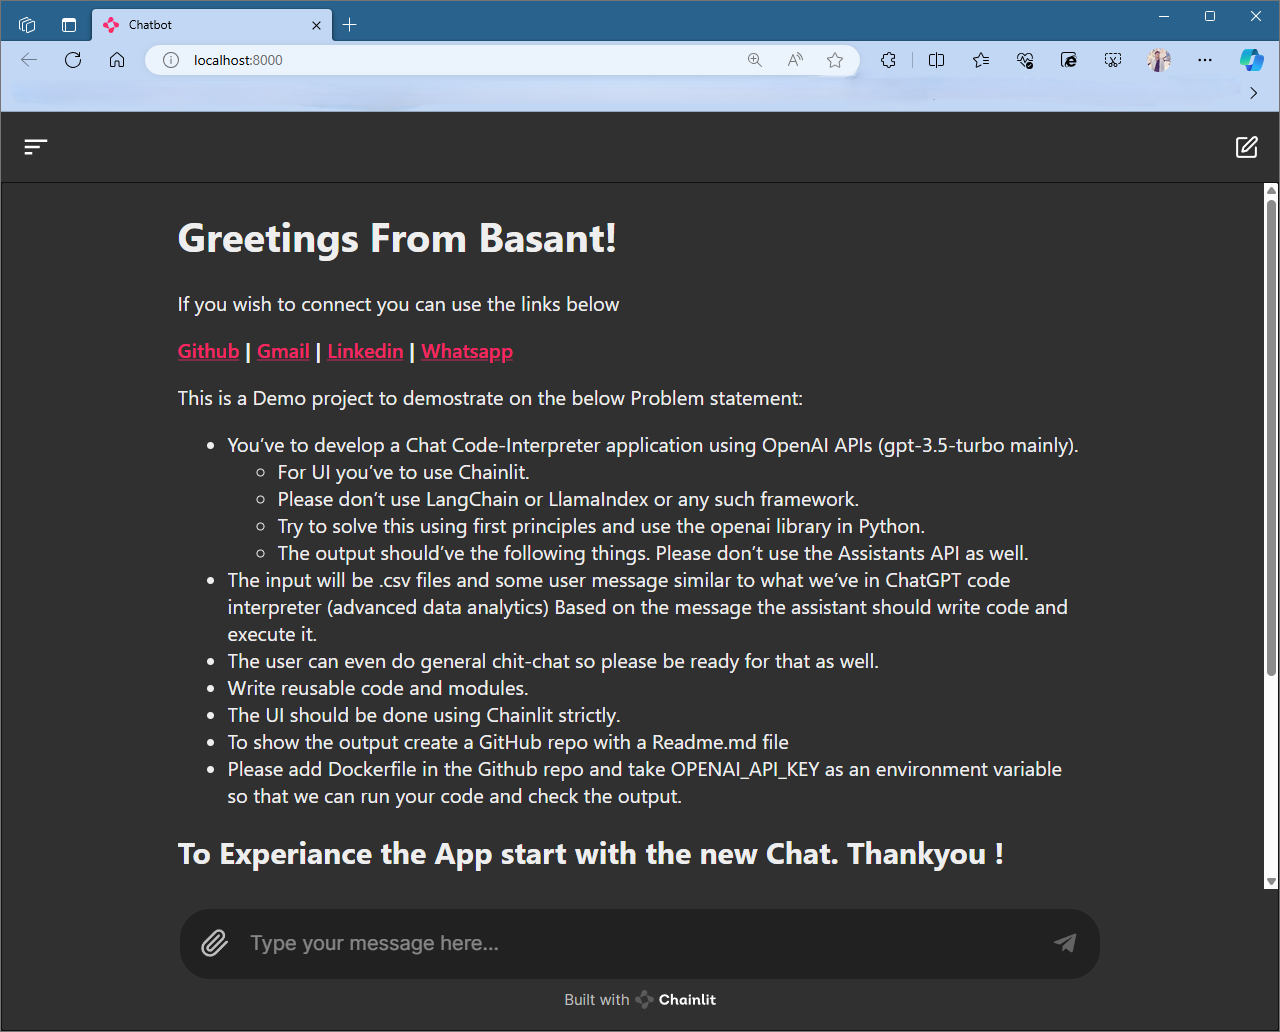 Chatbot
localhost:8000
Greetings From Basant!
If you wish to connect you can use the links below
Github | Gmail | Linkedin | Whatsapp
This is a Demo project to demostrate on the below Problem statement:
You've to develop a Chat Code-Interpreter application using OpenAI APIs (gpt-3.5-turbo mainly).
For UI you've to use Chainlit.
Please don't use LangChain or LlamaIndex or any such framework.
Try to solve this using first principles and use the openai library in Python.
The output should've the following things. Please don't use the Assistants API as well.
The input will be .csv files and some user message similar to what we've in ChatGPT code
interpreter (advanced data analytics) Based on the message the assistant should write code and
execute it.
The user can even do general chit-chat so please be ready for that as well.
Write reusable code and modules.
The UI should be done using Chainlit strictly.
To show the output create a GitHub repo with a Readme.md file
Please add Dockerfile in the Github repo and take OPENAI_API_KEY as an environment variable
so that we can run your code and check the output.
To Experiance the App start with the new Chat. Thankyou !
Type your message here...
Built with Chainlit